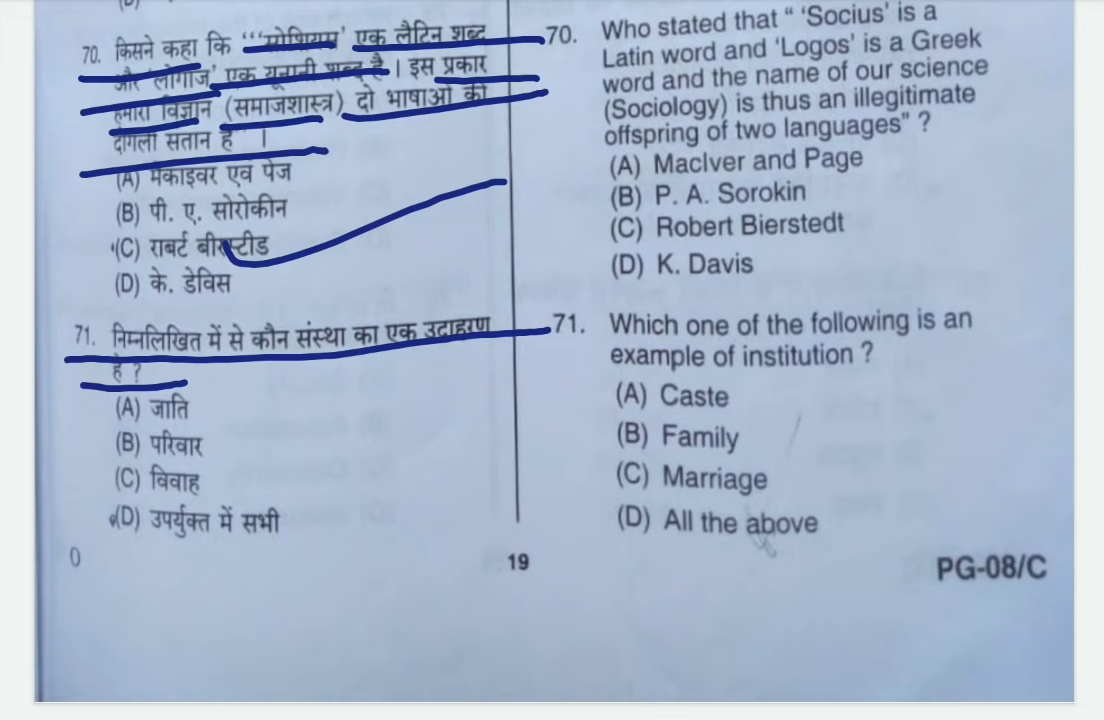 70. किसने कहा कि “ ‘सोशियस’ एक लैटिन शब्द
और ‘लोगोज’ एक यूनानी शब्द है । इस प्रकार
हमारा विज्ञान (समाजशास्त्र) दो भाषाओं की
दोगली संतान है
(A) मैकाइवर एवं पेज
(B) पी. ए. सोरोकीन
(C) राबर्ट बीरस्टीड
(D) के. डेविस
71. निम्नलिखित में से कौन संस्था का एक उदाहरण
है ?
(A) जाति
(B) परिवार
(C) विवाह
(D) उपर्युक्त में सभी
0
70. Who stated that “ ‘Socius’ is a
Latin word and ‘Logos’ is a Greek
word and the name of our science
(Sociology) is thus an illegitimate
offspring of two languages” ?
(A) MacIver and Page
(B) P. A. Sorokin
(C) Robert Bierstedt
(D) K. Davis
71. Which one of the following is an
example of institution ?
(A) Caste
(B) Family
(C) Marriage
(D) All the above
19
PG-08/C